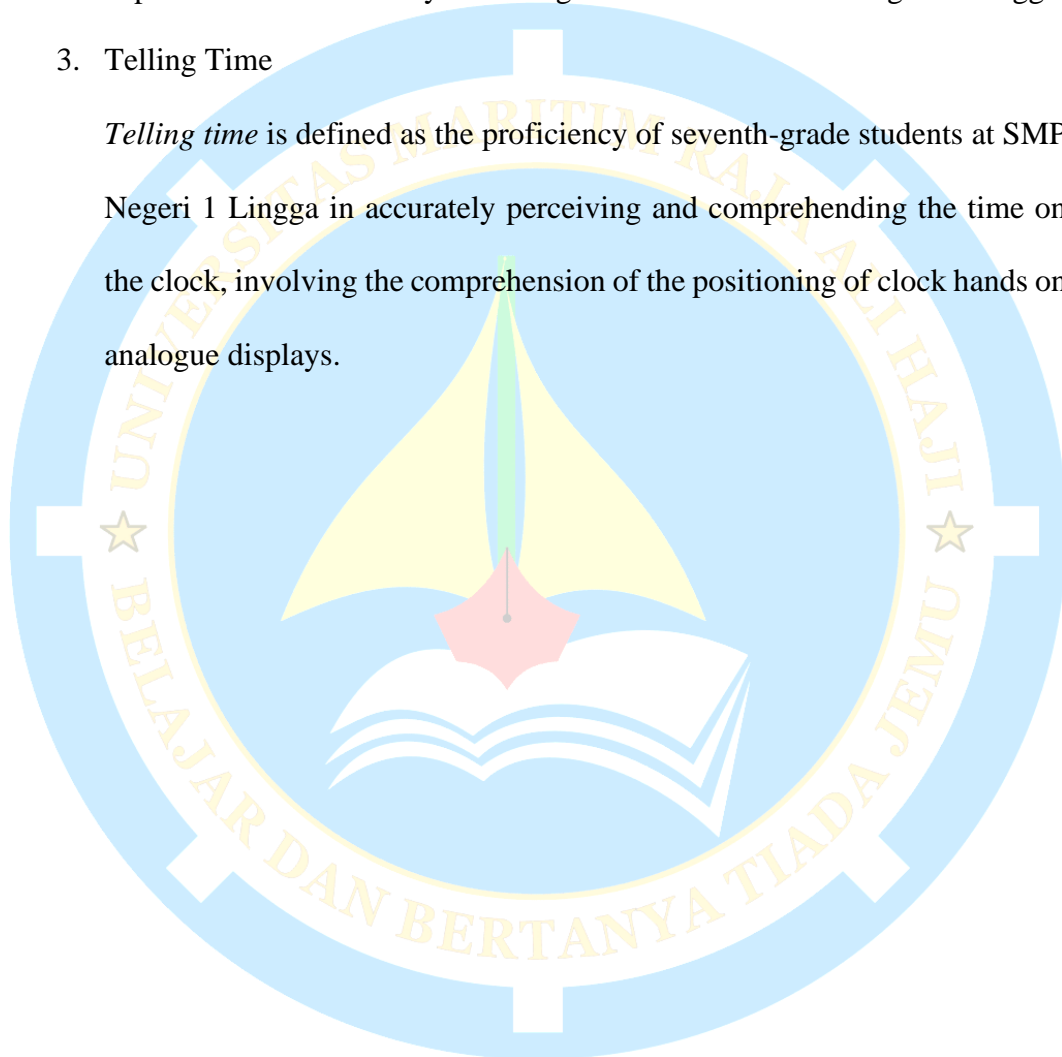 3. Telling Time
Telling time is defined as the proficiency of seventh-grade students at SMP
Negeri 1 Lingga in accurately perceiving and comprehending the time on
the clock, involving the comprehension of the positioning of clock hands on
analogue displays.
UNIVERSITAS MARITIM RAJA ALI HAJI
BELAJAR DAN BERTANYA TIADA JEMU